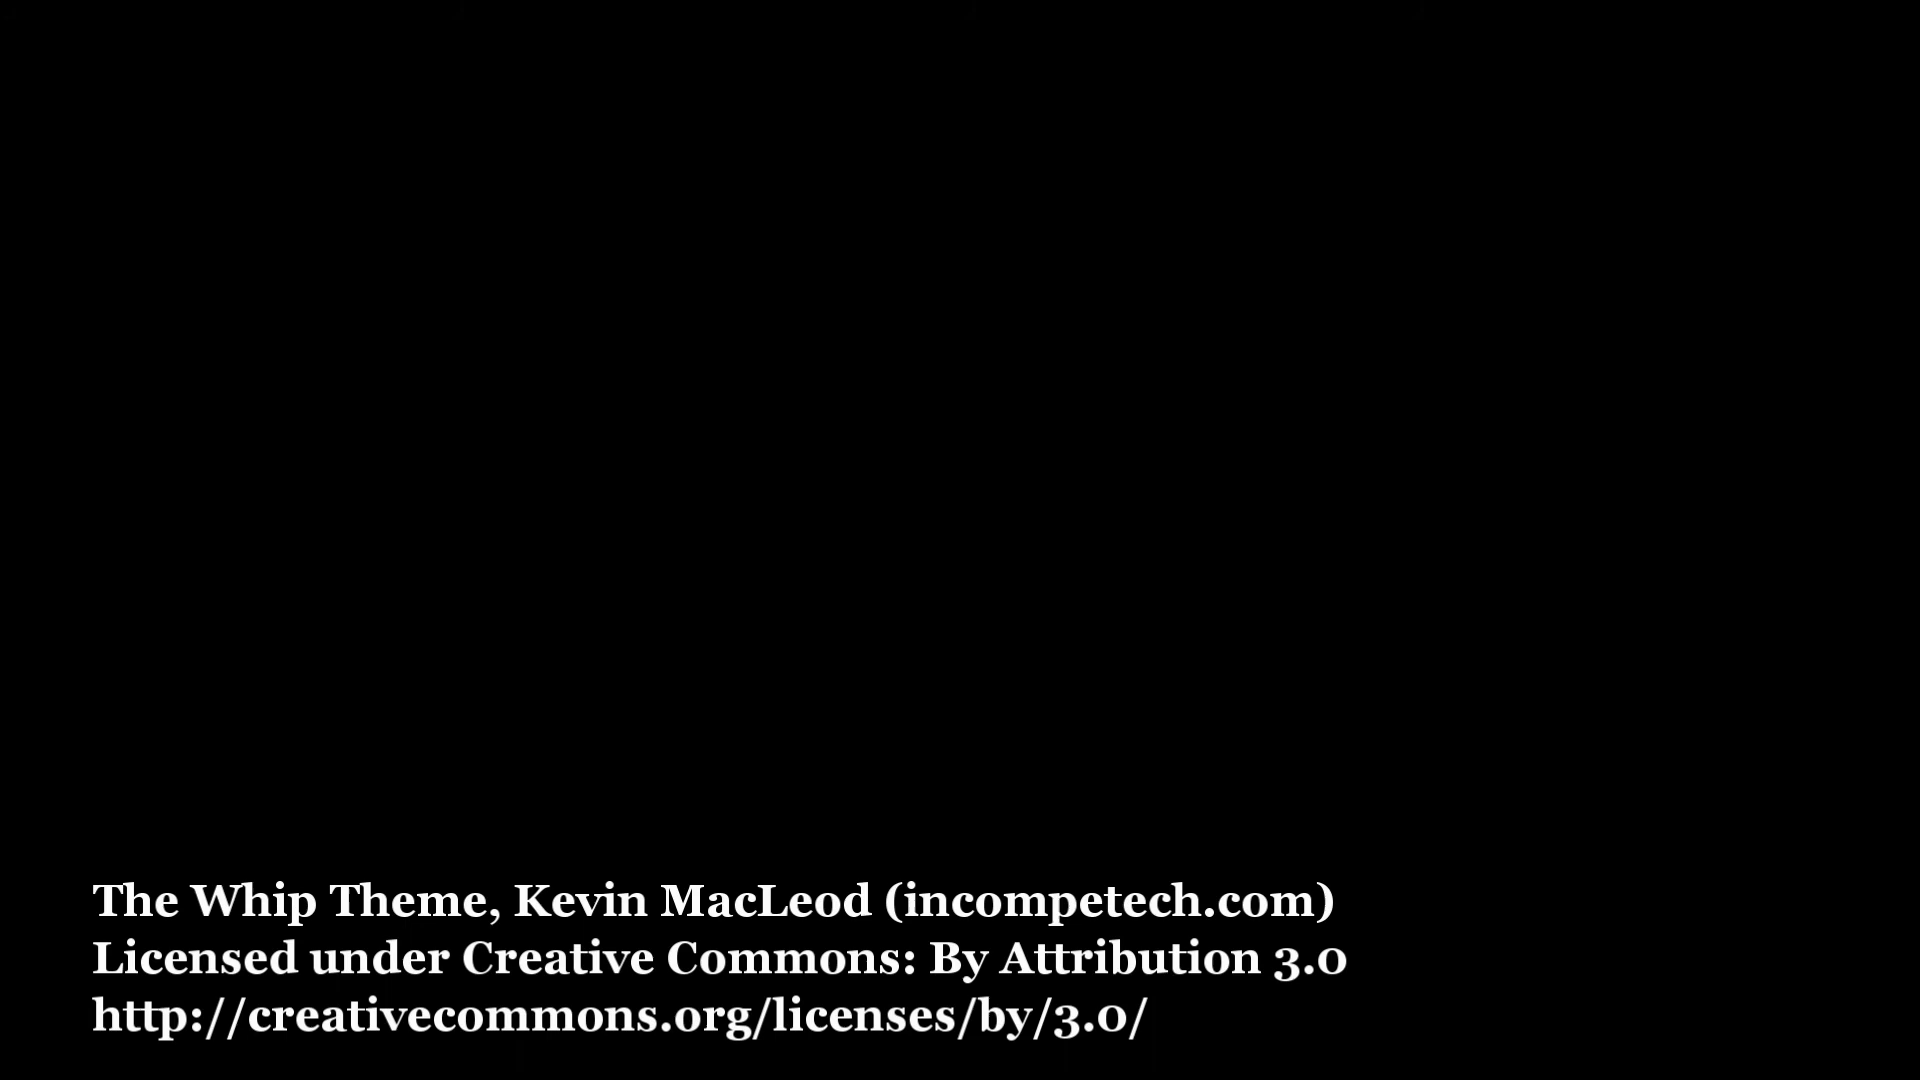 The Whip Theme, Kevin MacLeod (incompetech.com)
Licensed under Creative Commons: By Attribution 3.0
http://creativecommons.org/licenses/by/3.0/